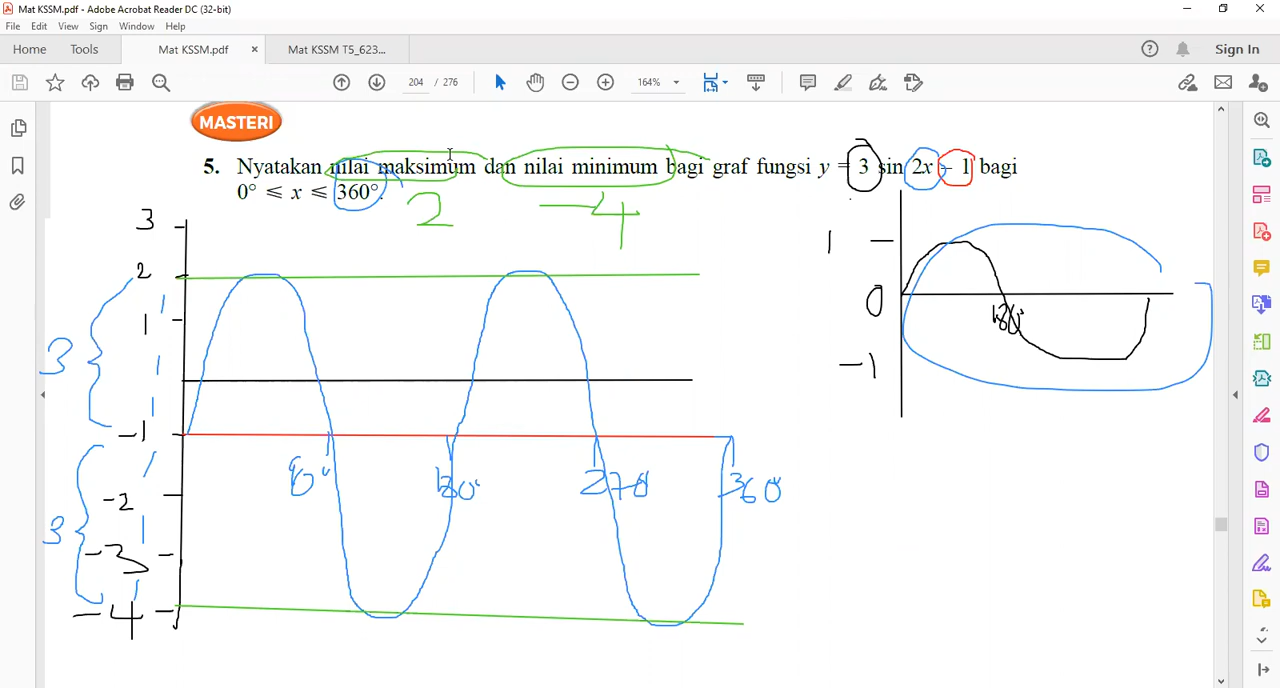 Mat KSSM.pdf - Adobe Acrobat Reader DC (32-bit)
File Edit View Sign Window Help
Home Tools Mat KSSM.pdf × Mat KSSM T5_623... Sign In
204 / 276 164%
MASTERI
5. Nyatakan nilai maksimum dan nilai minimum bagi graf fungsi y = 3 sin 2x − 1 bagi
0° ≤ x ≤ 360°.
2 -4
3
2
1
-1
-2
-3
-4
3
3
90° 180° 270° 360°
1
0
-1
180°